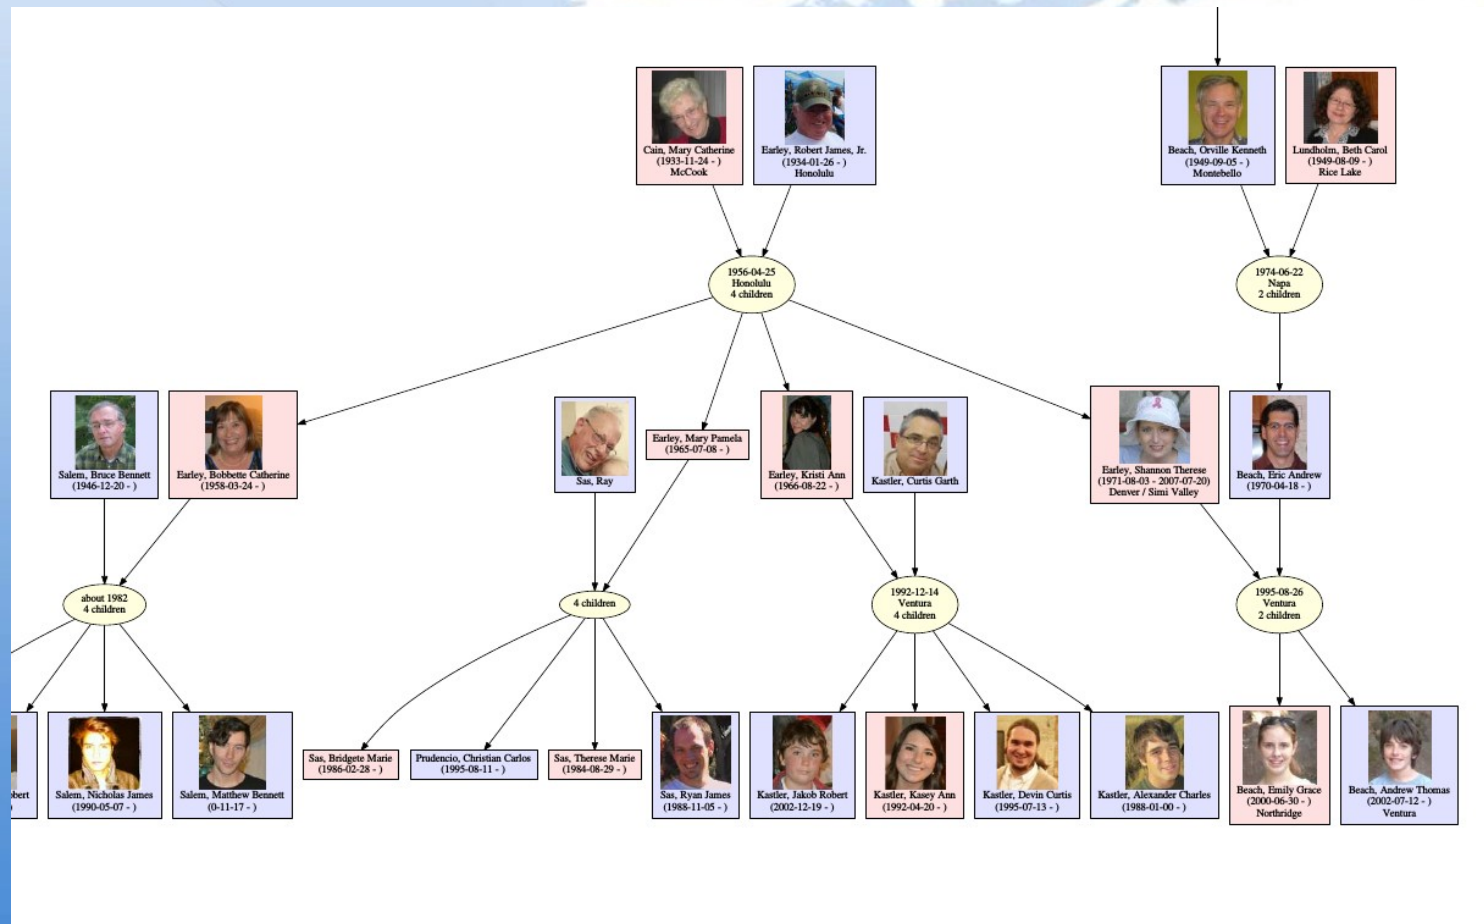 Cain, Mary Catherine
(1933-11-24 - )
McCook
Earley, Robert James, Jr.
(1934-01-26 - )
Honolulu
Beach, Orville Kenneth
(1949-09-05 - )
Montebello
Lundholm, Beth Carol
(1949-08-09 - )
Rice Lake
1956-04-25
Honolulu
4 children
1974-06-22
Napa
2 children
Salem, Bruce Bennett
(1946-12-20 - )
Earley, Bobbette Catherine
(1958-03-24 - )
Sas, Ray
Earley, Mary Pamela
(1965-07-08 - )
Earley, Kristi Ann
(1966-08-22 - )
Kastler, Curtis Garth
Earley, Shannon Therese
(1971-08-03 - 2007-07-20)
Denver / Simi Valley
Beach, Eric Andrew
(1970-04-18 - )
about 1982
4 children
4 children
1992-12-14
Ventura
4 children
1995-08-26
Ventura
2 children
obert
)
Salem, Nicholas James
(1990-05-07 - )
Salem, Matthew Bennett
(0-11-17 - )
Sas, Bridgete Marie
(1986-02-28 - )
Prudencio, Christian Carlos
(1995-08-11 - )
Sas, Therese Marie
(1984-08-29 - )
Sas, Ryan James
(1988-11-05 - )
Kastler, Jakob Robert
(2002-12-19 - )
Kastler, Kasey Ann
(1992-04-20 - )
Kastler, Devin Curtis
(1995-07-13 - )
Kastler, Alexander Charles
(1988-01-00 - )
Beach, Emily Grace
(2000-06-30 - )
Northridge
Beach, Andrew Thomas
(2002-07-12 - )
Ventura